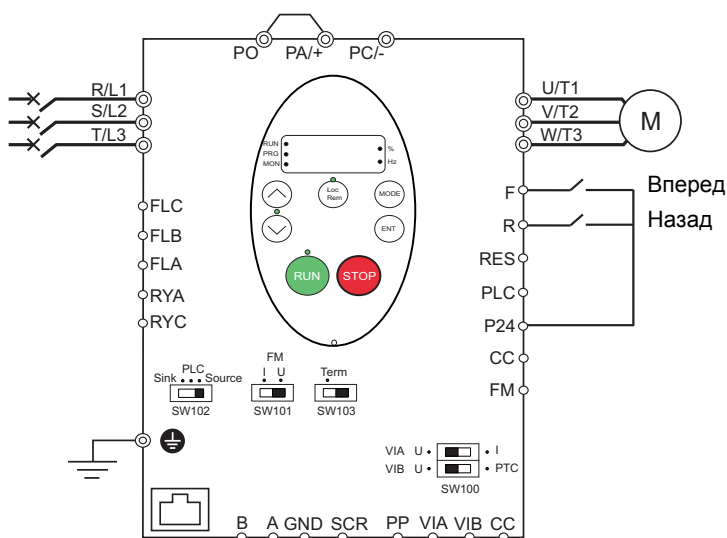 PO PA/+ PC/-
R/L1
S/L2
T/L3
U/T1
V/T2
W/T3
M
RUN
PRG
MON
%
Hz
Loc
Rem
MODE
ENT
RUN
STOP
FLC
FLB
FLA
RYA
RYC
F
Вперед
R
Назад
RES
PLC
P24
CC
FM
PLC
Sink
Source
SW102
FM
I U
SW101
Term
SW103
VIA U I
VIB U PTC
SW100
B A GND SCR PP VIA VIB CC